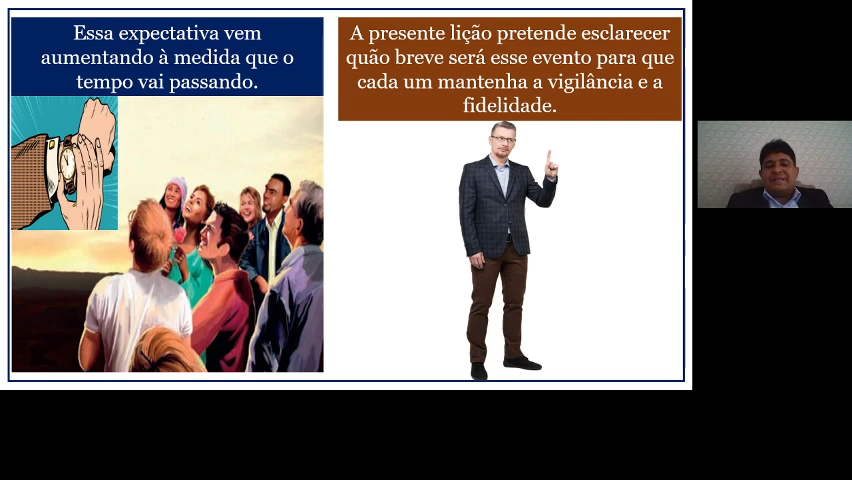 Essa expectativa vem
aumentando à medida que o
tempo vai passando.
A presente lição pretende esclarecer
quão breve será esse evento para que
cada um mantenha a vigilância e a
fidelidade.